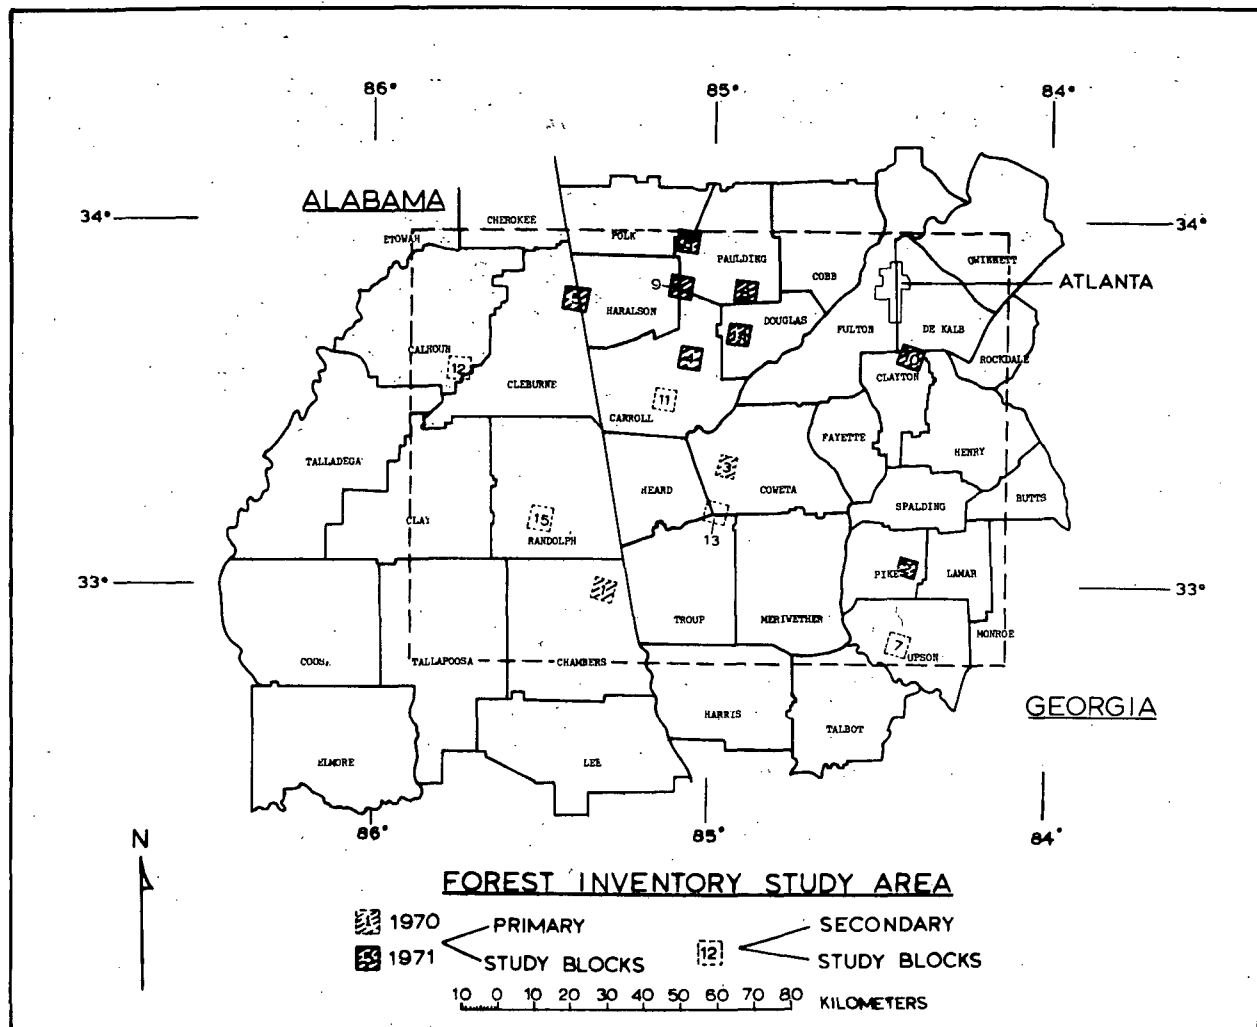 86° 85° 84°
ALABAMA
34° 34°
CHEROKEE
ETOWAH POLK
PAULDING GWINNETT
COBB
9 ATLANTA
HARALSON DOUGLAS
FULTON DE KALB
CALHOUN ROCKDALE
12 4
CLEBURNE CLAYTON
11
CARROLL
FAYETTE
TALLADEGA 3 HENRY
HEARD COWETA BUTTS
SPALDING
CLAY 15
RANDOLPH 13
33° 33°
PIKE LAMAR
1
TROUP MERIWETHER
MONROE
7
COOSA TALLAPOOSA CHAMBERS UPSON
GEORGIA
HARRIS
TALBOT
ELMORE LEE
86° 85° 84°
N
FOREST INVENTORY STUDY AREA
1 1970 PRIMARY SECONDARY
1971 STUDY BLOCKS 12 STUDY BLOCKS
10 0 10 20 30 40 50 60 70 80 KILOMETERS